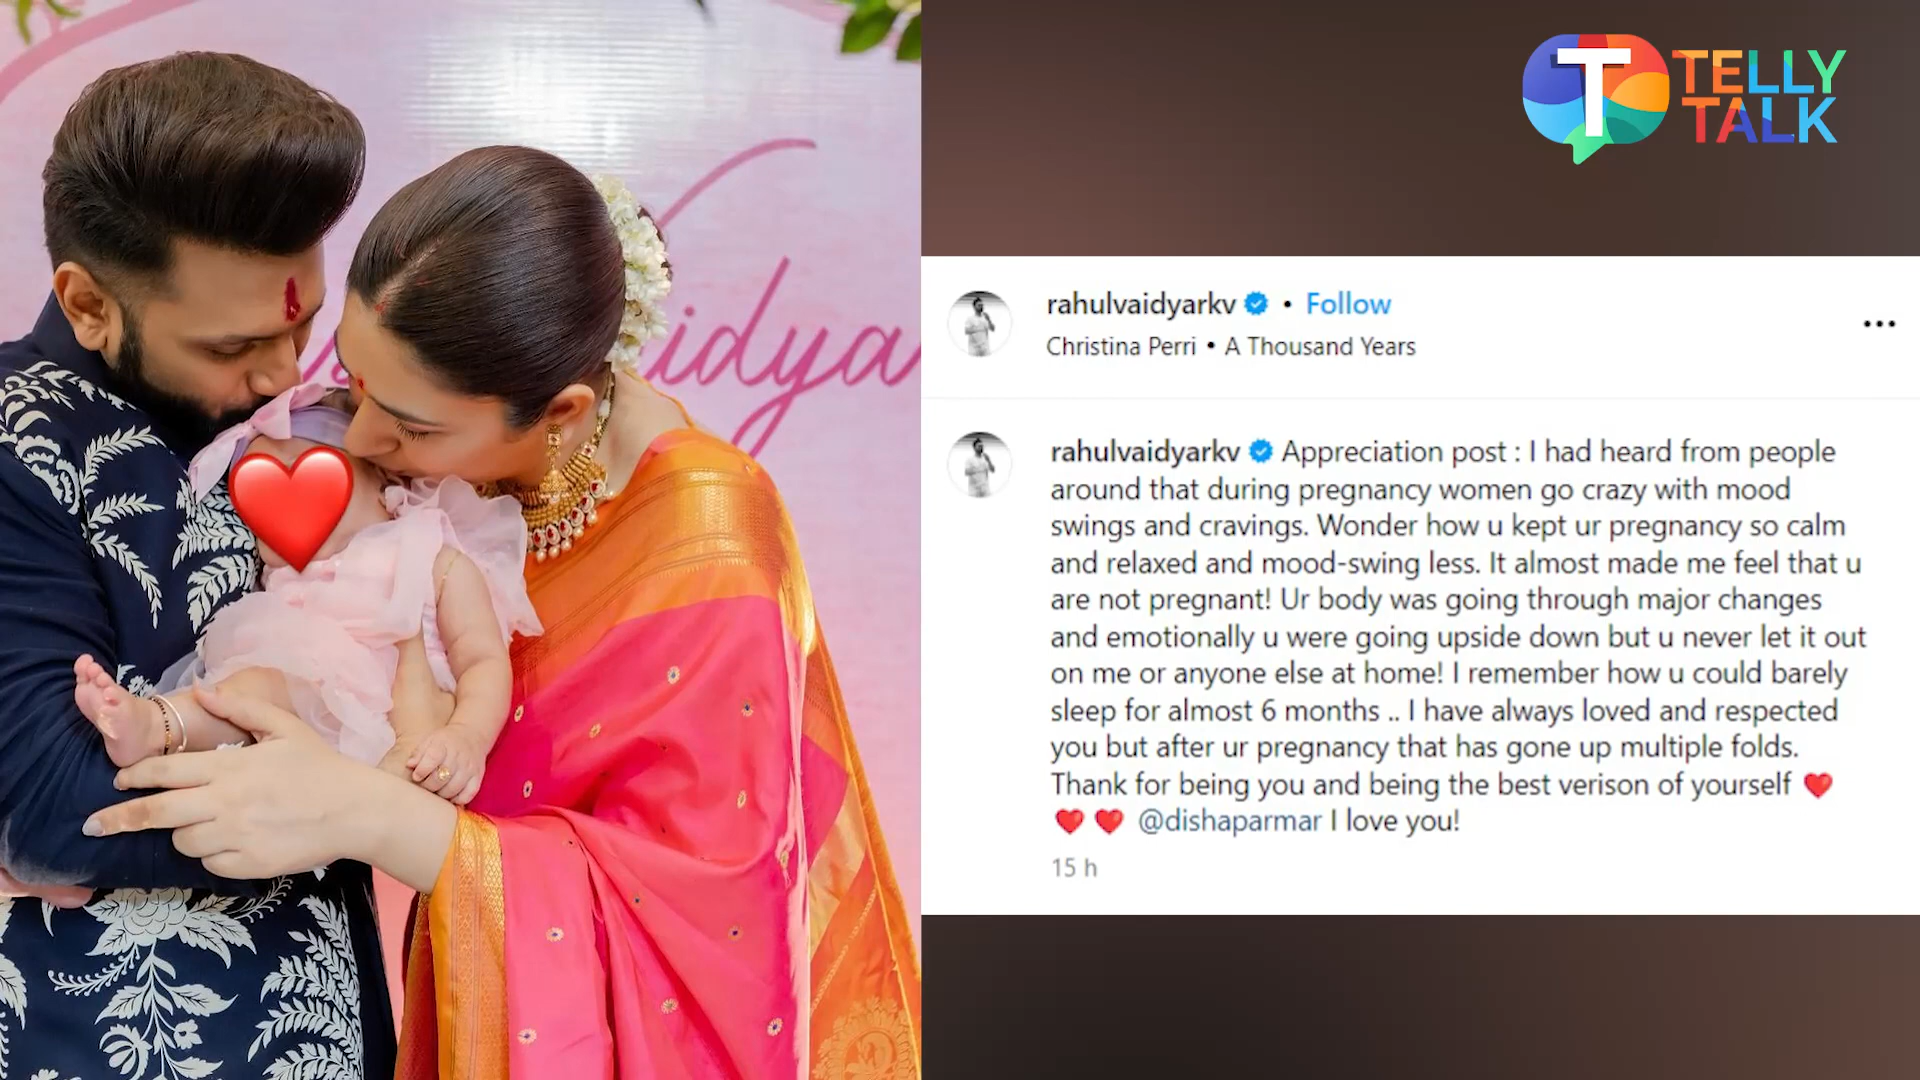 idya
TELLY
TALK
rahulvaidyarkv • Follow
Christina Perri • A Thousand Years
rahulvaidyarkv Appreciation post : I had heard from people
around that during pregnancy women go crazy with mood
swings and cravings. Wonder how u kept ur pregnancy so calm
and relaxed and mood-swing less. It almost made me feel that u
are not pregnant! Ur body was going through major changes
and emotionally u were going upside down but u never let it out
on me or anyone else at home! I remember how u could barely
sleep for almost 6 months .. I have always loved and respected
you but after ur pregnancy that has gone up multiple folds.
Thank for being you and being the best verison of yourself ❤️
❤️❤️ @dishaparmar I love you!
15 h